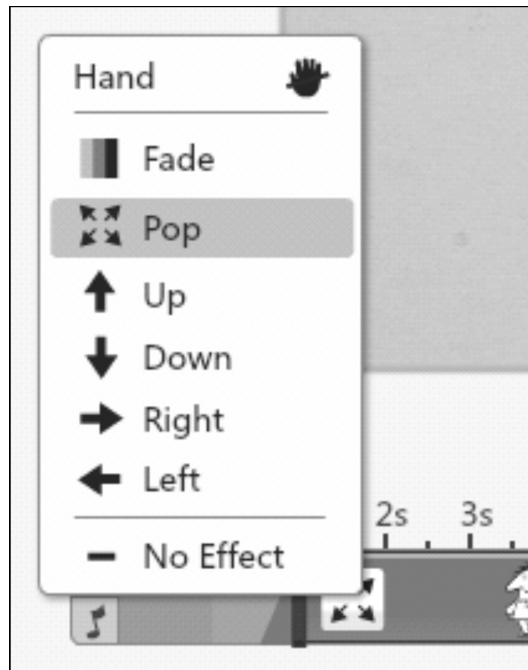 Hand
Fade
Pop
Up
Down
Right
Left
No Effect
2s 3s